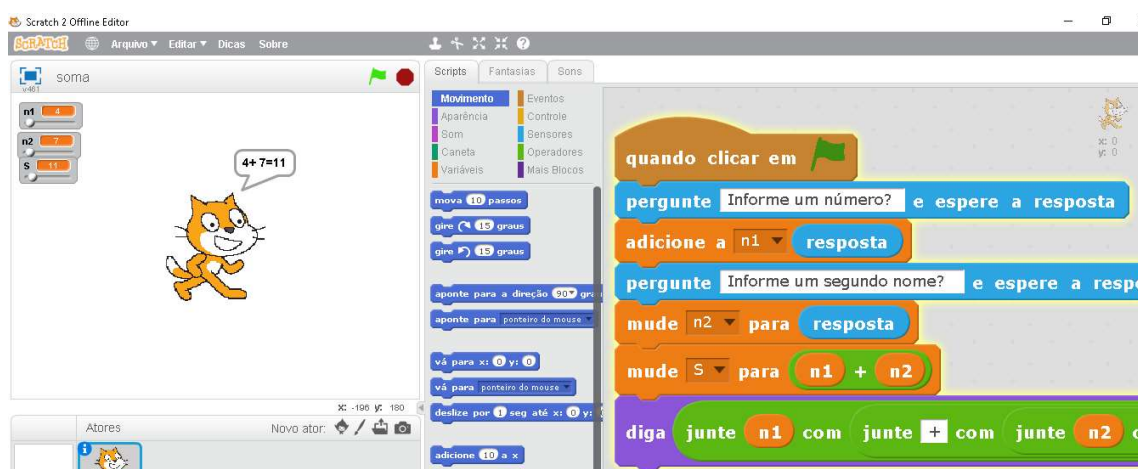 Scratch 2 Offline Editor
SCRATCH Arquivo Editar Dicas Sobre
soma
v461
n1 4
n2 7
S 11
4+ 7=11
X: -196 y: 180
Atores
Novo ator:
Scripts Fantasias Sons
Movimento Eventos
Aparência Controle
Som Sensores
Caneta Operadores
Variáveis Mais Blocos
mova 10 passos
gire 15 graus
gire 15 graus
aponte para a direção 90
aponte para ponteiro do mouse
vá para x: 0 y: 0
vá para ponteiro do mouse
deslize por 1 seg até x: 0 y:
adicione 10 a x
x: 0
y: 0
quando clicar em
pergunte Informe um número? e espere a resposta
adicione a n1 resposta
pergunte Informe um segundo nome? e espere a
mude n2 para resposta
mude S para n1 + n2
diga junte n1 com junte + com junte n2